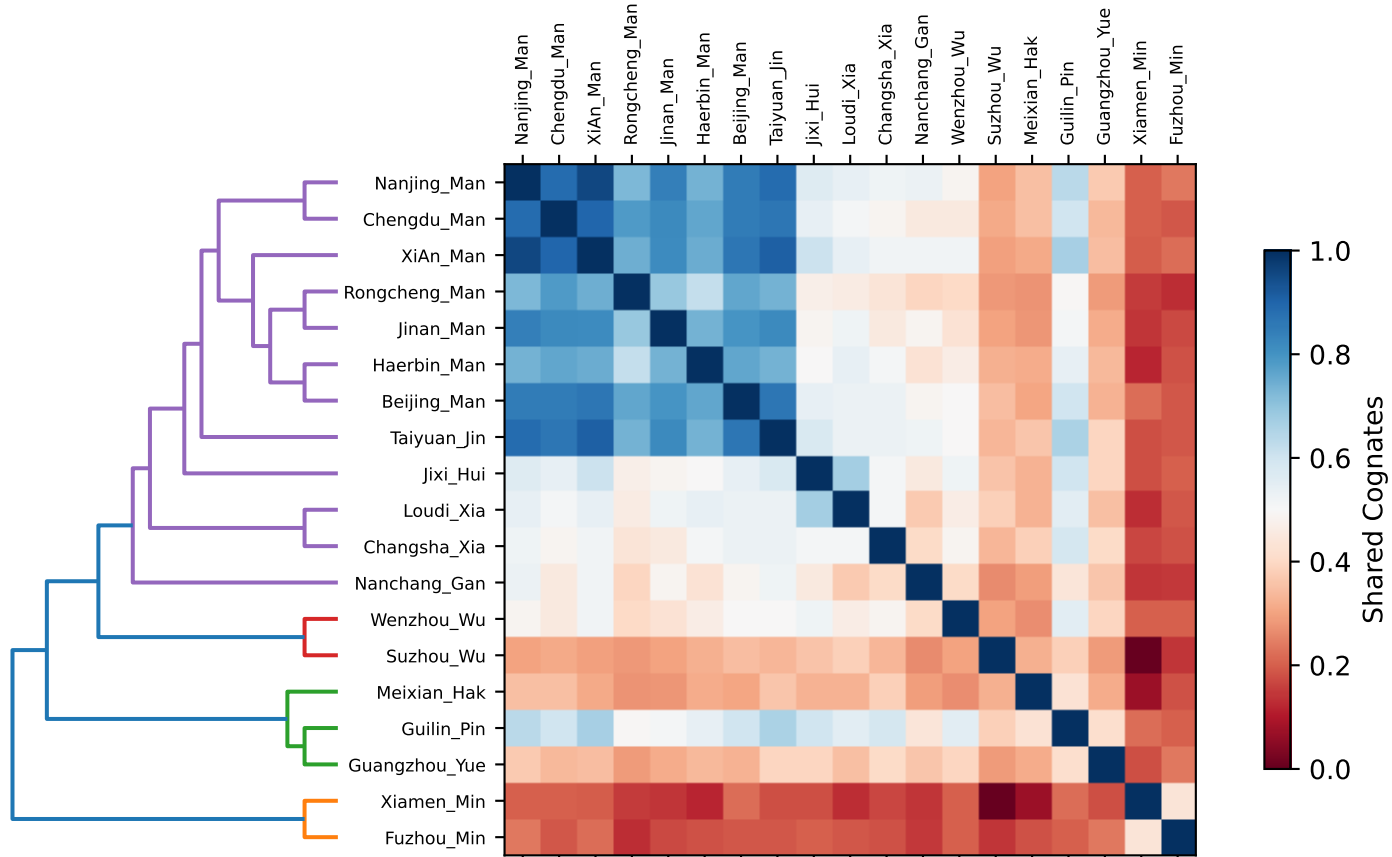 Nanjing_Man
Chengdu_Man
XiAn_Man
Rongcheng_Man
Jinan_Man
Haerbin_Man
Beijing_Man
Taiyuan_Jin
Jixi_Hui
Loudi_Xia
Changsha_Xia
Nanchang_Gan
Wenzhou_Wu
Suzhou_Wu
Meixian_Hak
Guilin_Pin
Guangzhou_Yue
Xiamen_Min
Fuzhou_Min
Nanjing_Man
Chengdu_Man
XiAn_Man
Rongcheng_Man
Jinan_Man
Haerbin_Man
Beijing_Man
Taiyuan_Jin
Jixi_Hui
Loudi_Xia
Changsha_Xia
Nanchang_Gan
Wenzhou_Wu
Suzhou_Wu
Meixian_Hak
Guilin_Pin
Guangzhou_Yue
Xiamen_Min
Fuzhou_Min
1.0
0.8
0.6
0.4
0.2
0.0
Shared Cognates